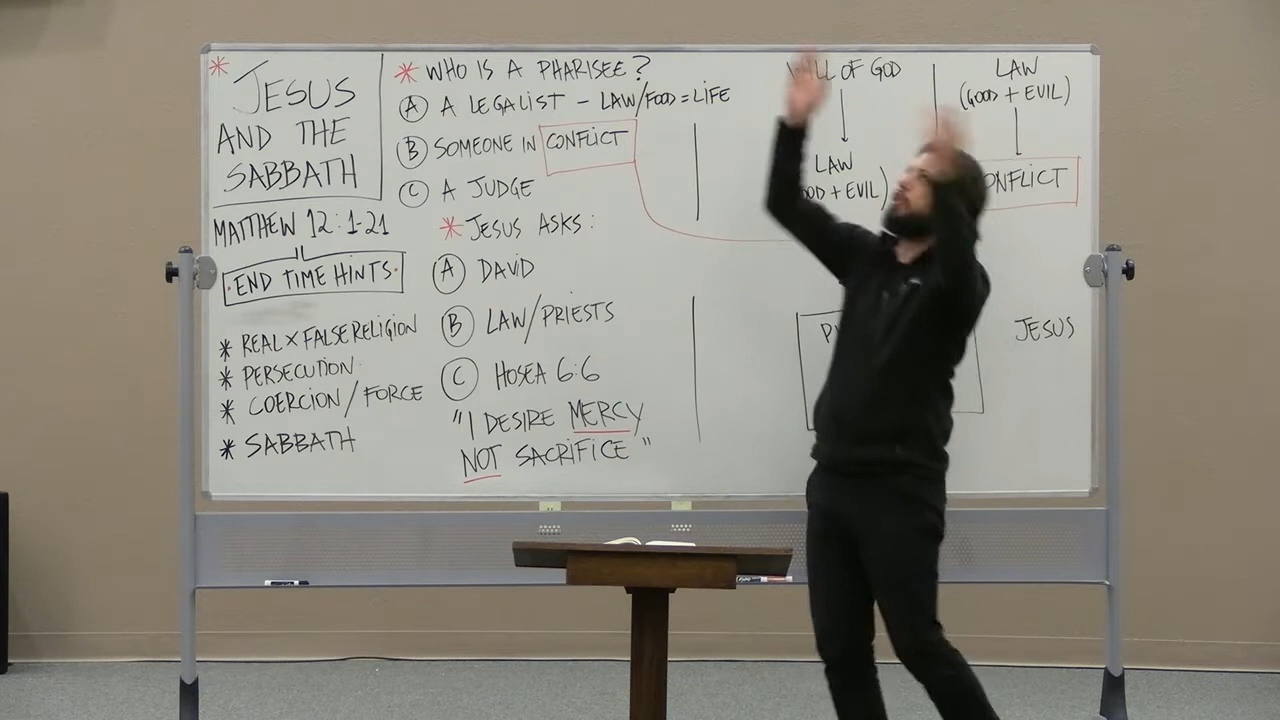 * JESUS
AND THE
SABBATH
MATTHEW 12:1-21
END TIME HINTS
* REAL X FALSE RELIGION
* PERSECUTION
* COERCION / FORCE
* SABBATH
* WHO IS A PHARISEE?
A A LEGALIST - LAW/FOOD = LIFE
B SOMEONE IN CONFLICT
C A JUDGE
* JESUS ASKS:
A DAVID
B LAW/PRIESTS
C HOSEA 6:6
"I DESIRE MERCY
NOT SACRIFICE"
OF GOD
LAW
+ EVIL)
LAW
(GOOD + EVIL)
JESUS